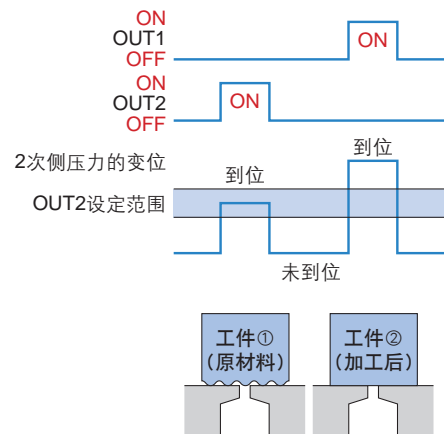 ON
OUT1
OFF
ON
ON
OUT2
OFF
ON
2次侧压力的变位
到位
到位
OUT2设定范围
未到位
工件①
(原材料)
工件②
(加工后)